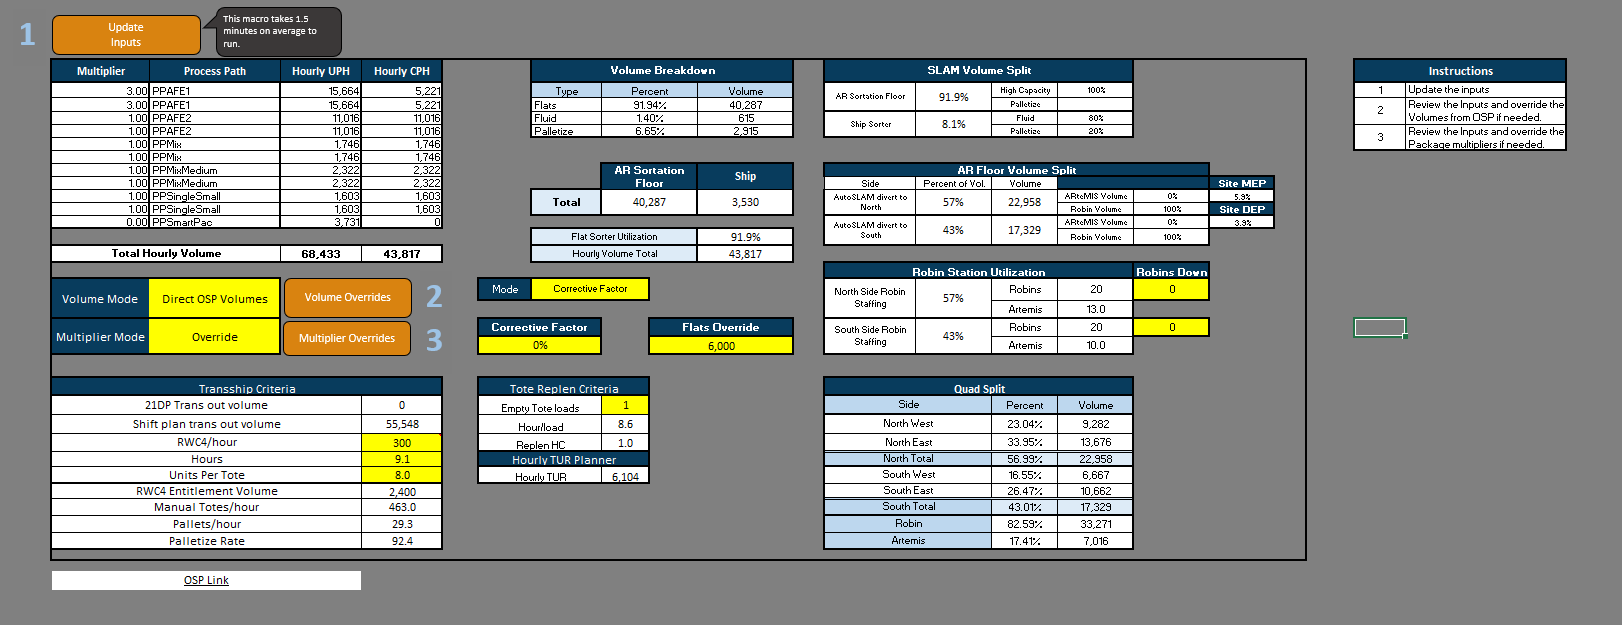 1
Update
Inputs
This macro takes 1.5
minutes on average to
run.
Multiplier Process Path Hourly UPH Hourly CPH
3.00 PPAFE1 15,664 5,221
3.00 PPAFE1 15,664 5,221
1.00 PPAFE2 11,016 11,016
1.00 PPAFE2 11,016 11,016
1.00 PPMix 1,746 1,746
1.00 PPMix 1,746 1,746
1.00 PPMixMedium 2,322 2,322
1.00 PPMixMedium 2,322 2,322
1.00 PPSingleSmall 1,603 1,603
1.00 PPSingleSmall 1,603 1,603
0.00 PPSmartPac 3,731 0
Total Hourly Volume 68,433 43,817
Volume Mode Direct OSP Volumes Volume Overrides 2
Multiplier Mode Override Multiplier Overrides 3
Transship Criteria
21DP Trans out volume 0
Shift plan trans out volume 55,548
RWC4/hour 300
Hours 9.1
Units Per Tote 8.0
RWC4 Entitlement Volume 2,400
Manual Totes/hour 463.0
Pallets/hour 29.3
Palletize Rate 92.4
OSP Link
Volume Breakdown
Type Percent Volume
Flats 91.94% 40,287
Fluid 1.40% 615
Palletize 6.65% 2,915
AR Sortation
Floor Ship
Total 40,287 3,530
Flat Sorter Utilization 91.9%
Hourly Volume Total 43,817
Mode Corrective Factor
Corrective Factor Flats Override
0% 6,000
Tote Replen Criteria
Empty Tote loads 1
Hour/load 8.6
Replen HC 1.0
Hourly TUR Planner
Hourly TUR 6,104
SLAM Volume Split
AR Sortation Floor 91.9% High Capacity 100%
Palletize
Ship Sorter 8.1% Fluid 80%
Palletize 20%
AR Floor Volume Split
Side Percent of Vol. Volume Site MEP
AutoSLAM divert to
North 57% 22,958 ARteMIS Volume 0% 5.9%
Robin Volume 100% Site DEP
AutoSLAM divert to
South 43% 17,329 ARteMIS Volume 0% 3.9%
Robin Volume 100%
Robin Station Utilization Robins Down
North Side Robin
Staffing 57% Robins 20 0
Artemis 13.0
South Side Robin
Staffing 43% Robins 20 0
Artemis 10.0
Quad Split
Side Percent Volume
North West 23.04% 9,282
North East 33.95% 13,676
North Total 56.99% 22,958
South West 16.55% 6,667
South East 26.47% 10,662
South Total 43.01% 17,329
Robin 82.59% 33,271
Artemis 17.41% 7,016
Instructions
1 Update the inputs
2 Review the Inputs and override the
Volumes from OSP if needed.
3 Review the Inputs and override the
Package multipliers if needed.